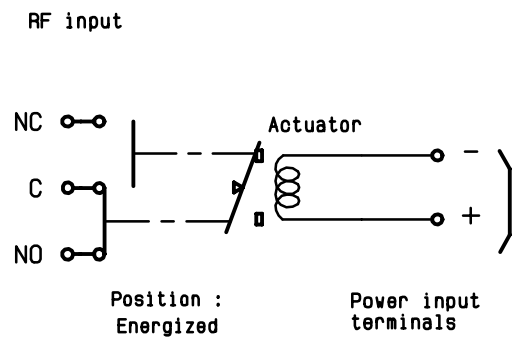 RF input
NC
Actuator
-
C
+
NO
Position :
Energized
Power input
terminals